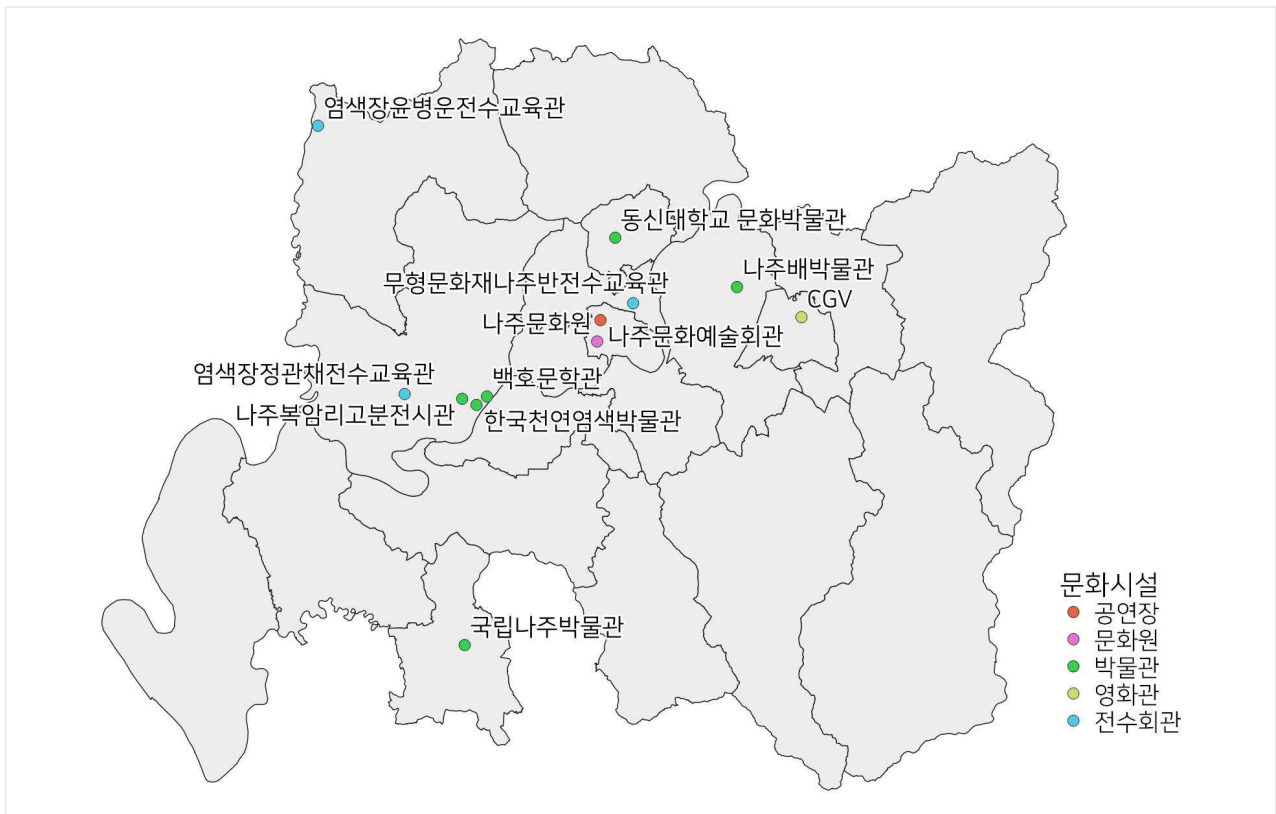 염색장윤병운전수교육관
동신대학교 문화박물관
나주배박물관
무형문화재나주반전수교육관
CGV
나주문화원
나주문화예술회관
염색장정관채전수교육관
백호문학관
나주복암리고분전시관
한국천연염색박물관
국립나주박물관
문화시설
공연장
문화원
박물관
영화관
전수회관